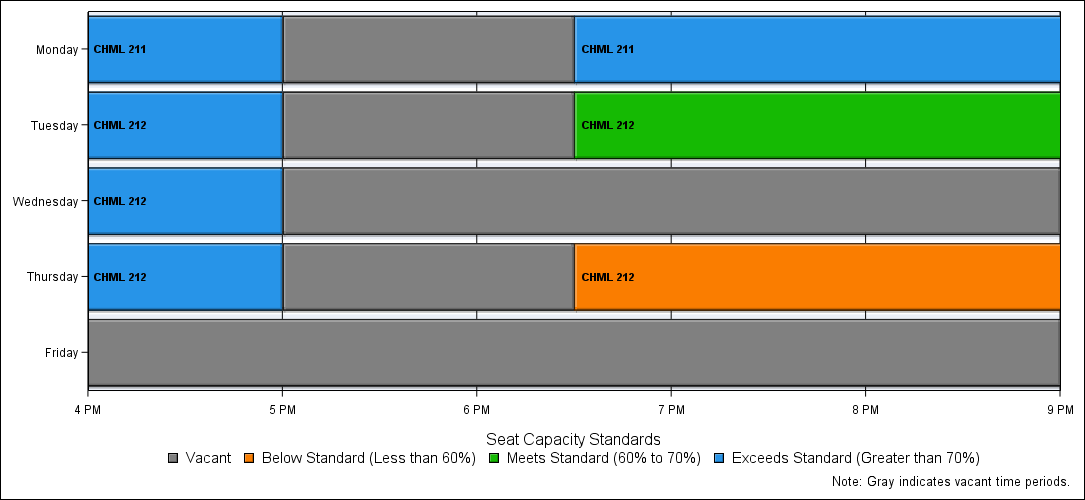 Monday
CHML 211
CHML 211
Tuesday
CHML 212
CHML 212
Wednesday
CHML 212
Thursday
CHML 212
CHML 212
Friday
4 PM 5 PM 6 PM 7 PM 8 PM 9 PM
Seat Capacity Standards
Vacant Below Standard (Less than 60%) Meets Standard (60% to 70%) Exceeds Standard (Greater than 70%)
Note: Gray indicates vacant time periods.